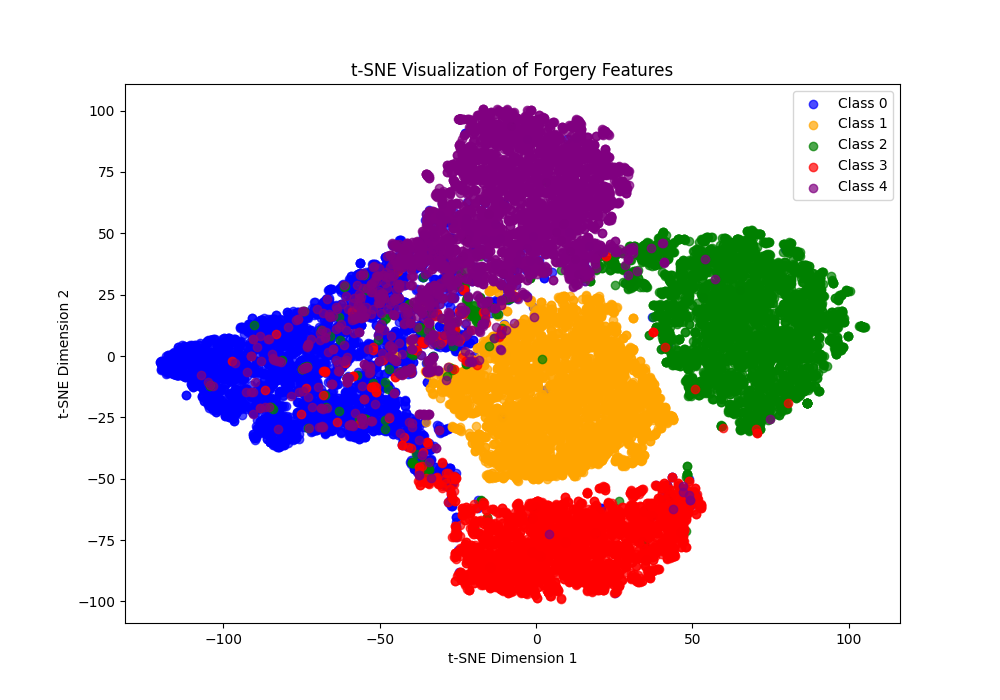 t-SNE Visualization of Forgery Features
Class 0
Class 1
Class 2
Class 3
Class 4
t-SNE Dimension 2
100
75
50
25
0
−25
−50
−75
−100
−100
−50
0
50
100
t-SNE Dimension 1